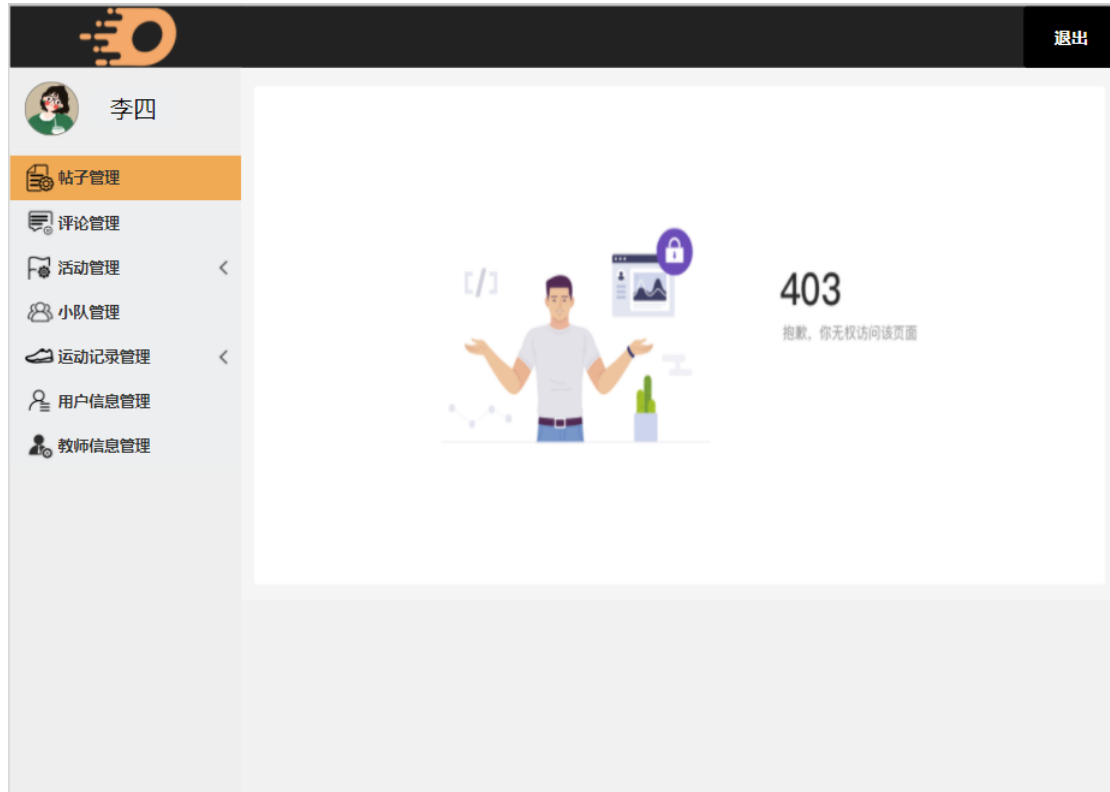 退出
李四
帖子管理
评论管理
活动管理
小队管理
运动记录管理
用户信息管理
教师信息管理
[/]
403
抱歉，你无权访问该页面